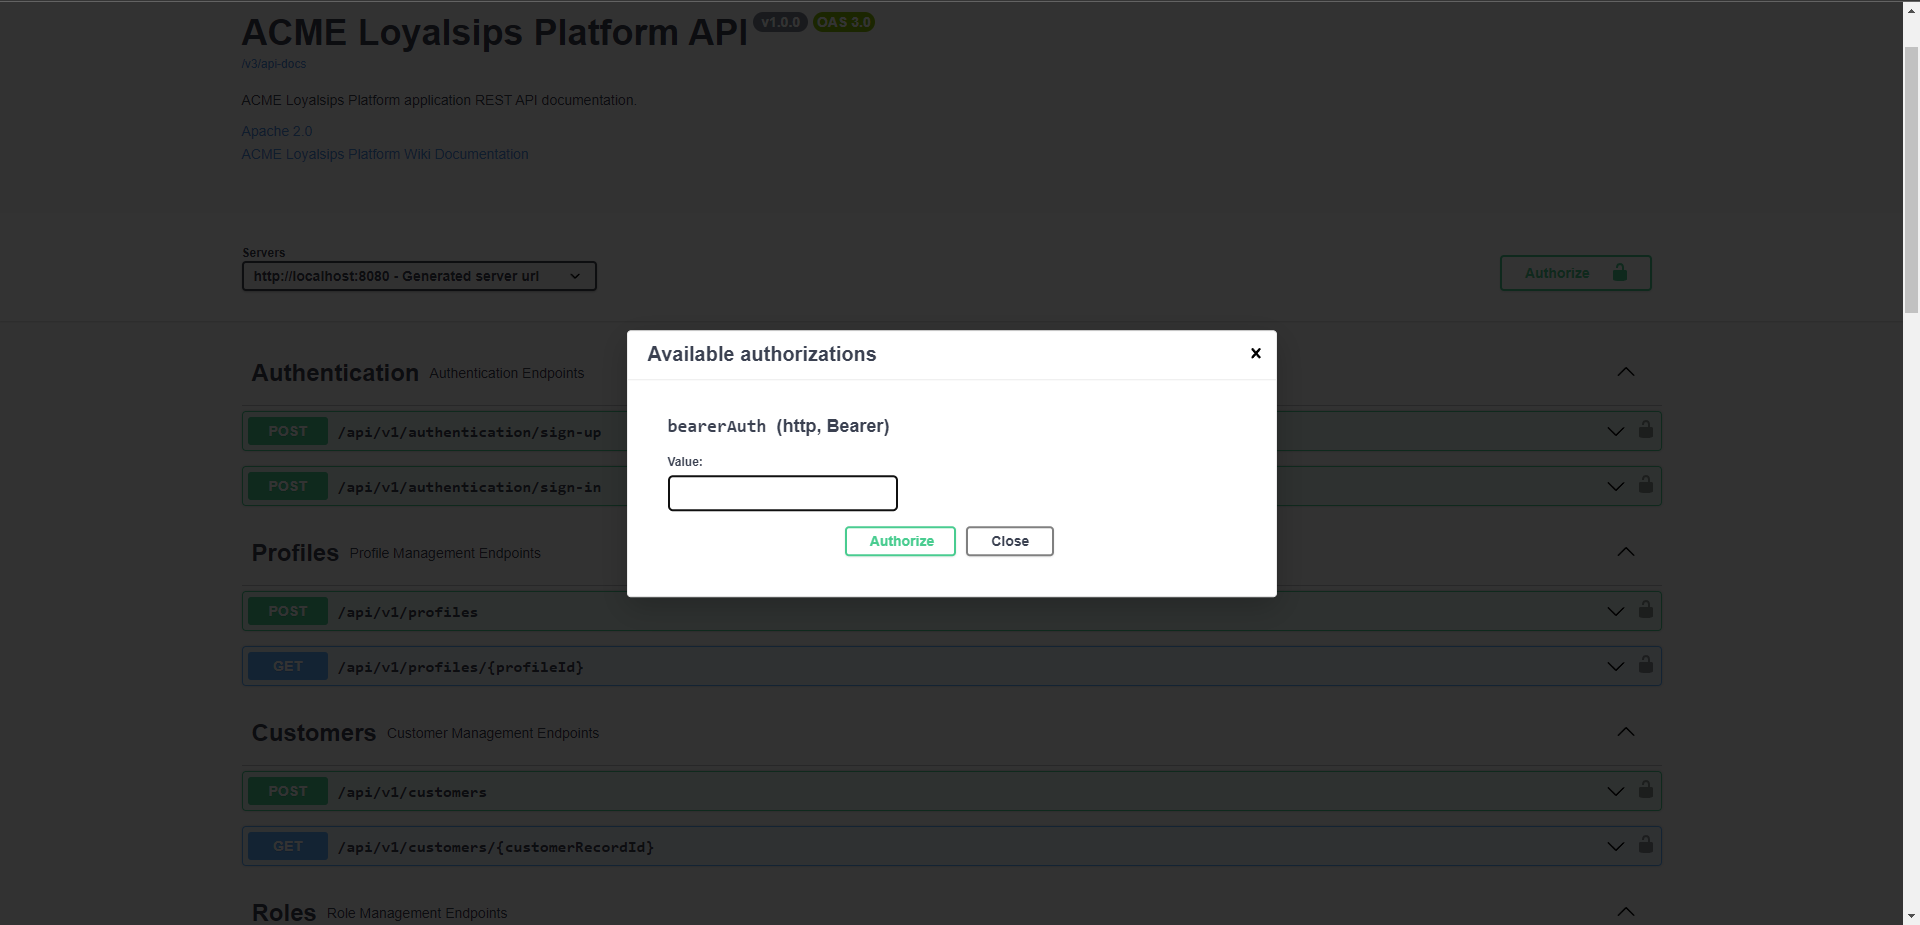 ACME Loyalsips Platform API v1.0.0 OAS 3.0
/v3/api-docs
ACME Loyalsips Platform application REST API documentation.
Apache 2.0
ACME Loyalsips Platform Wiki Documentation
Servers
http://localhost:8080 - Generated server url
Authorize
Available authorizations
bearerAuth (http, Bearer)
Value:
Authorize Close
Authentication Authentication Endpoints
POST /api/v1/authentication/sign-up
POST /api/v1/authentication/sign-in
Profiles Profile Management Endpoints
POST /api/v1/profiles
GET /api/v1/profiles/{profileId}
Customers Customer Management Endpoints
POST /api/v1/customers
GET /api/v1/customers/{customerRecordId}
Roles Role Management Endpoints